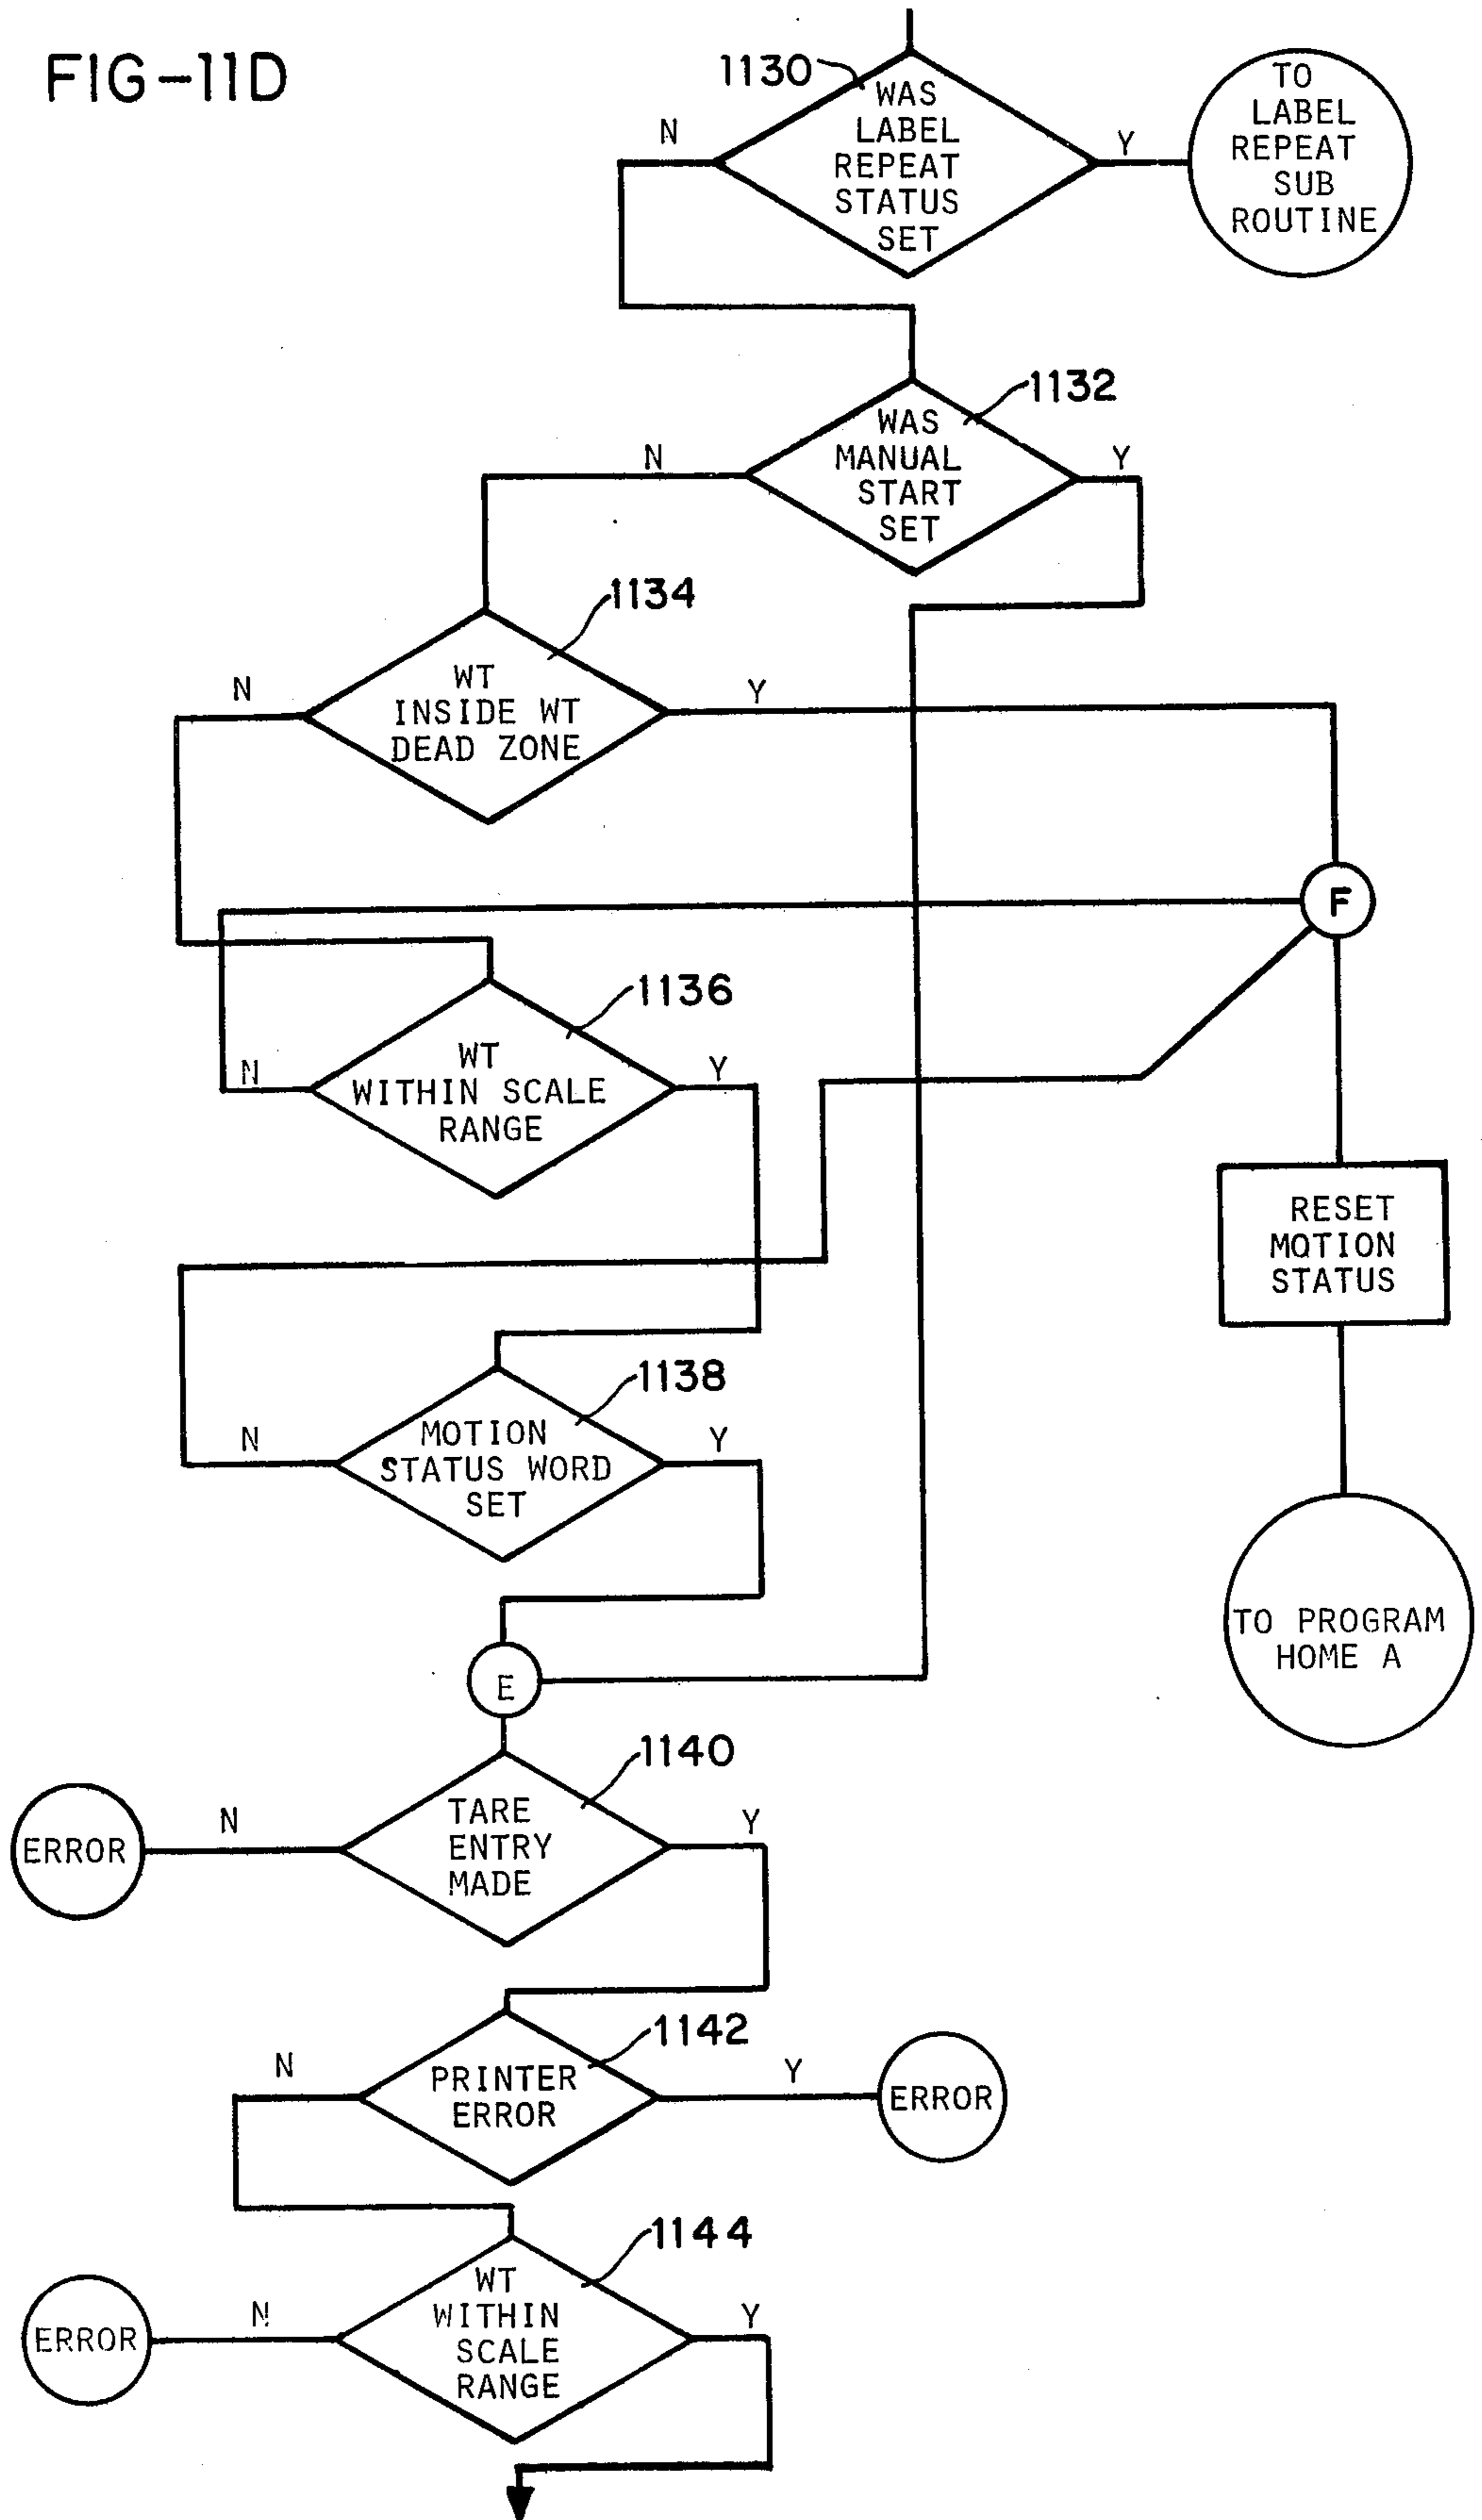 FIG-11D
1130
WAS
LABEL
REPEAT
STATUS
SET
N
Y
TO
LABEL
REPEAT
SUB
ROUTINE
1132
WAS
MANUAL
START
SET
N
Y
1134
WT
INSIDE WT
DEAD ZONE
N
Y
F
1136
WT
WITHIN SCALE
RANGE
N
Y
RESET
MOTION
STATUS
1138
MOTION
STATUS WORD
SET
N
Y
TO PROGRAM
HOME A
E
1140
TARE
ENTRY
MADE
N
Y
ERROR
1142
PRINTER
ERROR
N
Y
ERROR
1144
WT
WITHIN
SCALE
RANGE
N
Y
ERROR